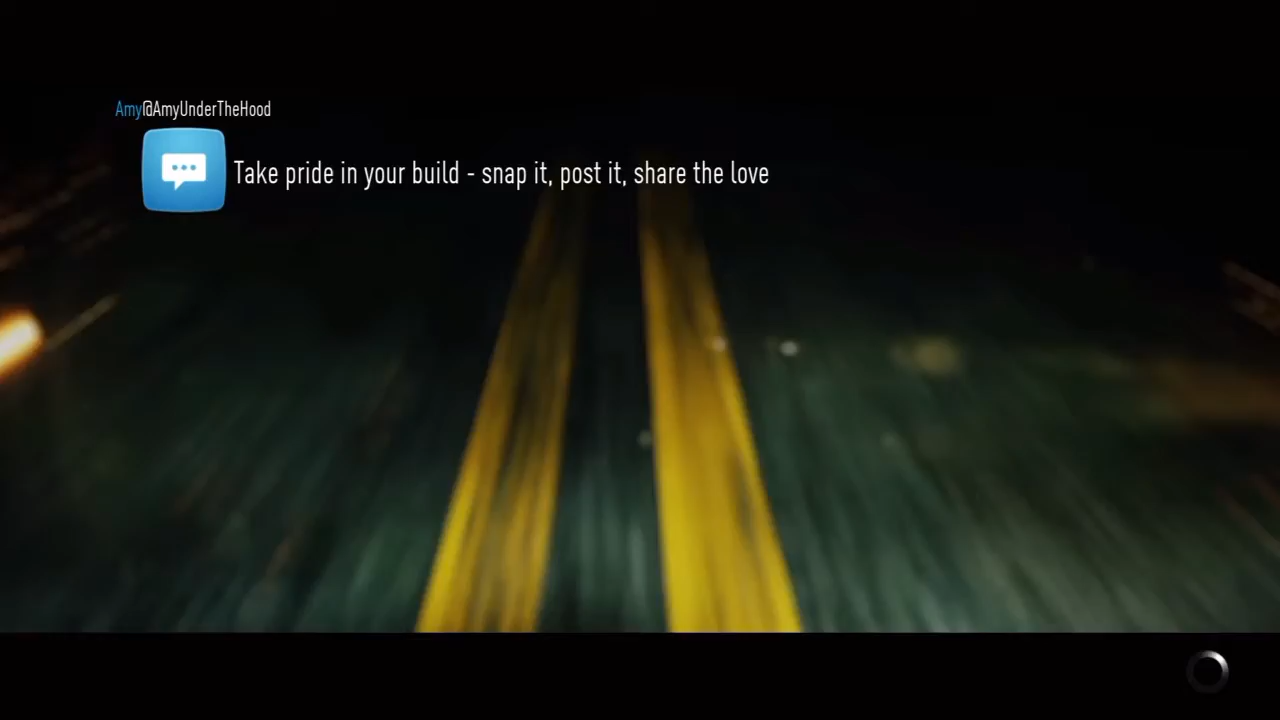 Amy@AmyUnderTheHood
Take pride in your build - snap it, post it, share the love